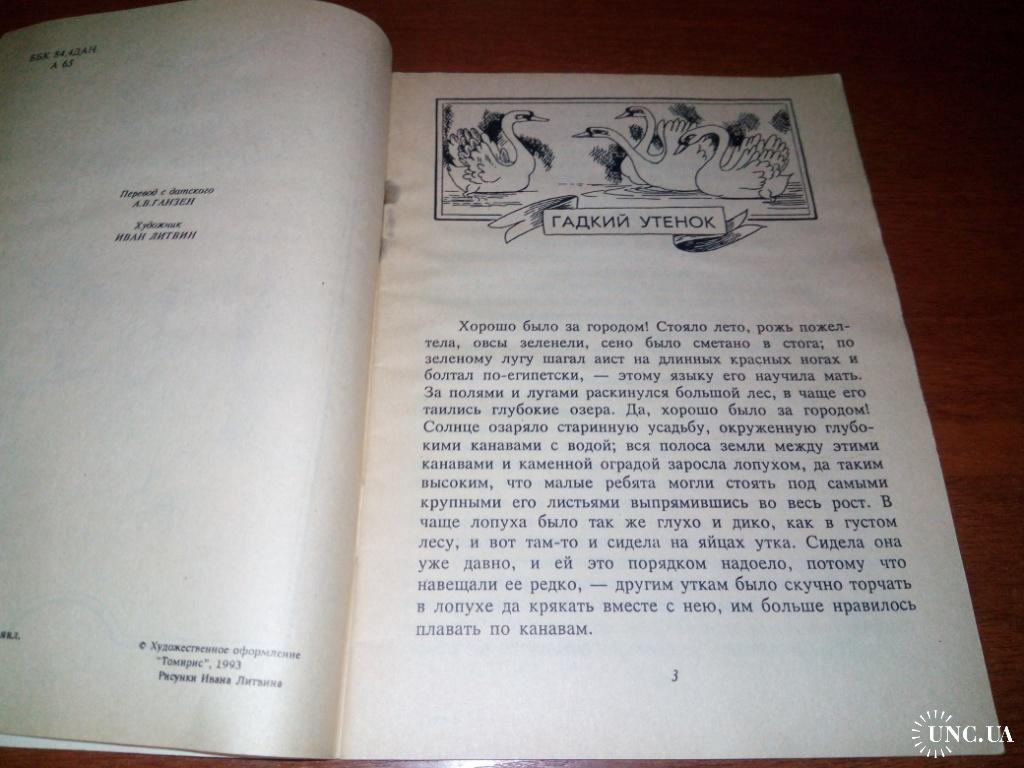 ББК 84.4ДАН
А 65
Перевод с датского
А.В.ГАНЗЕН
Художник
ИВАН ЛИТВИН
явл.
© Художественное оформление
"Томирис", 1993
Рисунки Ивана Литвина
ГАДКИЙ УТЕНОК
Хорошо было за городом! Стояло лето, рожь пожел-
тела, овсы зеленели, сено было сметано в стога; по
зеленому лугу шагал аист на длинных красных ногах и
болтал по-египетски, — этому языку его научила мать.
За полями и лугами раскинулся большой лес, в чаще его
таились глубокие озера. Да, хорошо было за городом!
Солнце озаряло старинную усадьбу, окруженную глубо-
кими канавами с водой; вся полоса земли между этими
канавами и каменной оградой заросла лопухом, да таким
высоким, что малые ребята могли стоять под самыми
крупными его листьями выпрямившись во весь рост. В
чаще лопуха было так же глухо и дико, как в густом
лесу, и вот там-то и сидела на яйцах утка. Сидела она
уже давно, и ей это порядком надоело, потому что
навещали ее редко, — другим уткам было скучно торчать
в лопухе да крякать вместе с нею, им больше нравилось
плавать по канавам.
3
UNC.UA